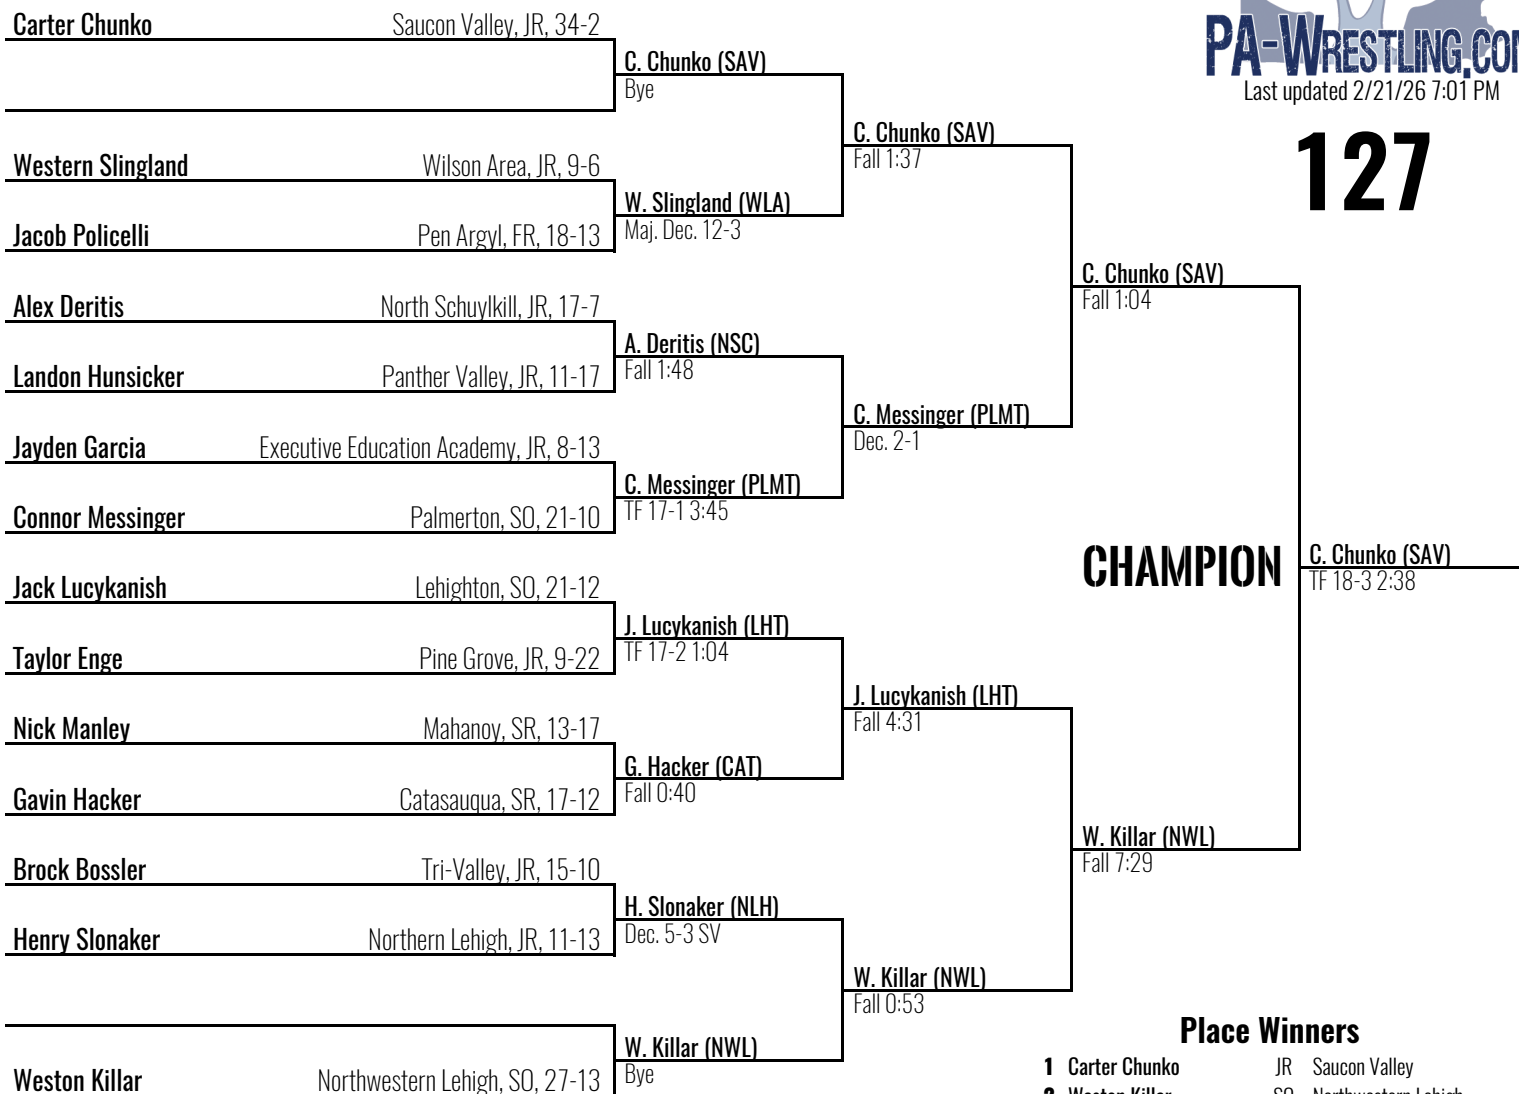 Carter Chunko Saucon Valley, JR, 34-2
C. Chunko (SAV)
Bye
PA-WRESTLING.COM
Last updated 2/21/26 7:01 PM
127
Western Slingland Wilson Area, JR, 9-6
C. Chunko (SAV)
Fall 1:37
W. Slingland (WLA)
Maj. Dec. 12-3
Jacob Policelli Pen Argyl, FR, 18-13
C. Chunko (SAV)
Fall 1:04
Alex Deritis North Schuylkill, JR, 17-7
A. Deritis (NSC)
Fall 1:48
Landon Hunsicker Panther Valley, JR, 11-17
C. Messinger (PLMT)
Dec. 2-1
Jayden Garcia Executive Education Academy, JR, 8-13
C. Messinger (PLMT)
TF 17-1 3:45
Connor Messinger Palmerton, SO, 21-10
CHAMPION
C. Chunko (SAV)
TF 18-3 2:38
Jack Lucykanish Lehighton, SO, 21-12
J. Lucykanish (LHT)
TF 17-2 1:04
Taylor Enge Pine Grove, JR, 9-22
J. Lucykanish (LHT)
Fall 4:31
Nick Manley Mahanoy, SR, 13-17
G. Hacker (CAT)
Fall 0:40
Gavin Hacker Catasauqua, SR, 17-12
W. Killar (NWL)
Fall 7:29
Brock Bossler Tri-Valley, JR, 15-10
H. Slonaker (NLH)
Dec. 5-3 SV
Henry Slonaker Northern Lehigh, JR, 11-13
W. Killar (NWL)
Fall 0:53
W. Killar (NWL)
Bye
Weston Killar Northwestern Lehigh, SO, 27-13
Place Winners
1 Carter Chunko JR Saucon Valley
2 Weston Killar SO Northwestern Lehigh